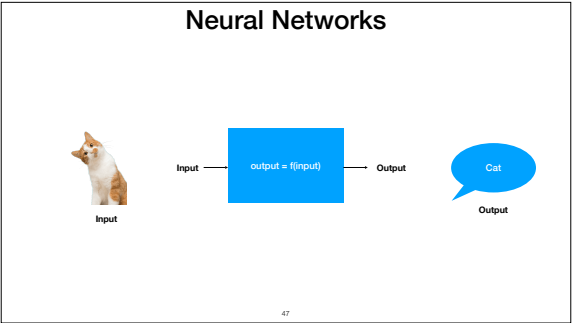 Neural Networks
Input
output = f(input)
Output
Cat
Input
Output
47